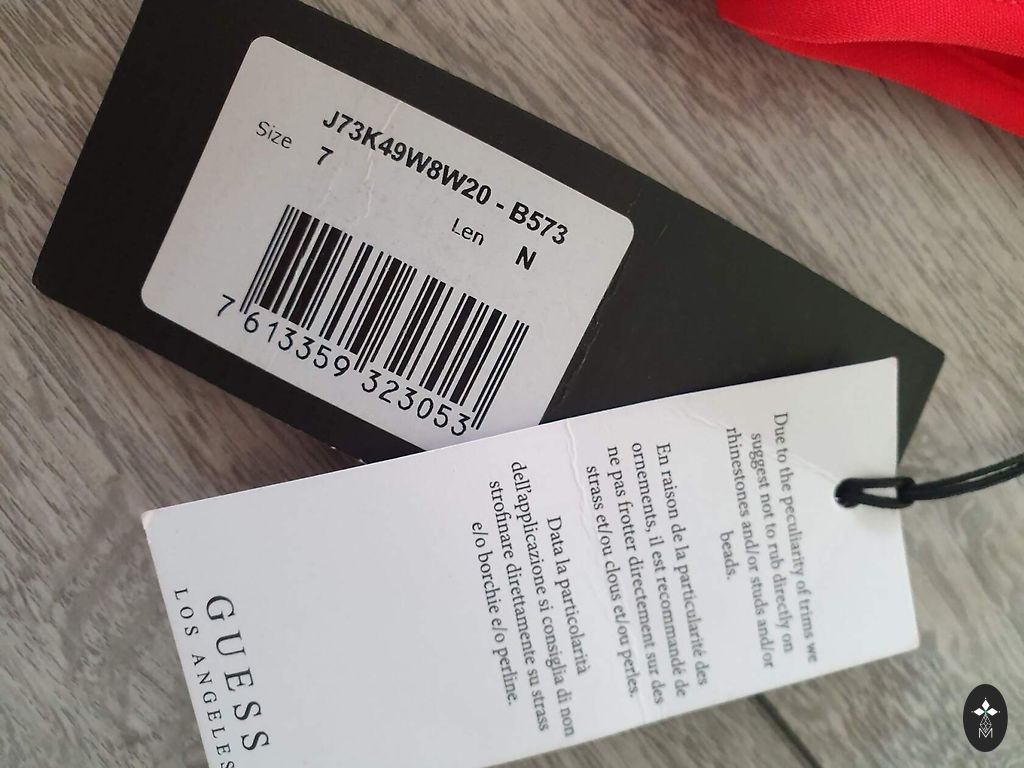 J73K49W8W20 - B573
Size 7
Len N
7 613359 323053
Due to the peculiarity of trims we
suggest not to rub directly on
rhinestones and/or studs and/or
beads.
En raison de la particularité des
ornements, il est recommandé de
ne pas frotter directement sur des
strass et/ou clous et/ou perles.
Data la particolarità
dell'applicazione si consiglia di non
strofinare direttamente su strass
e/o borchie e/o perline.
GUESS
LOS ANGELES
M